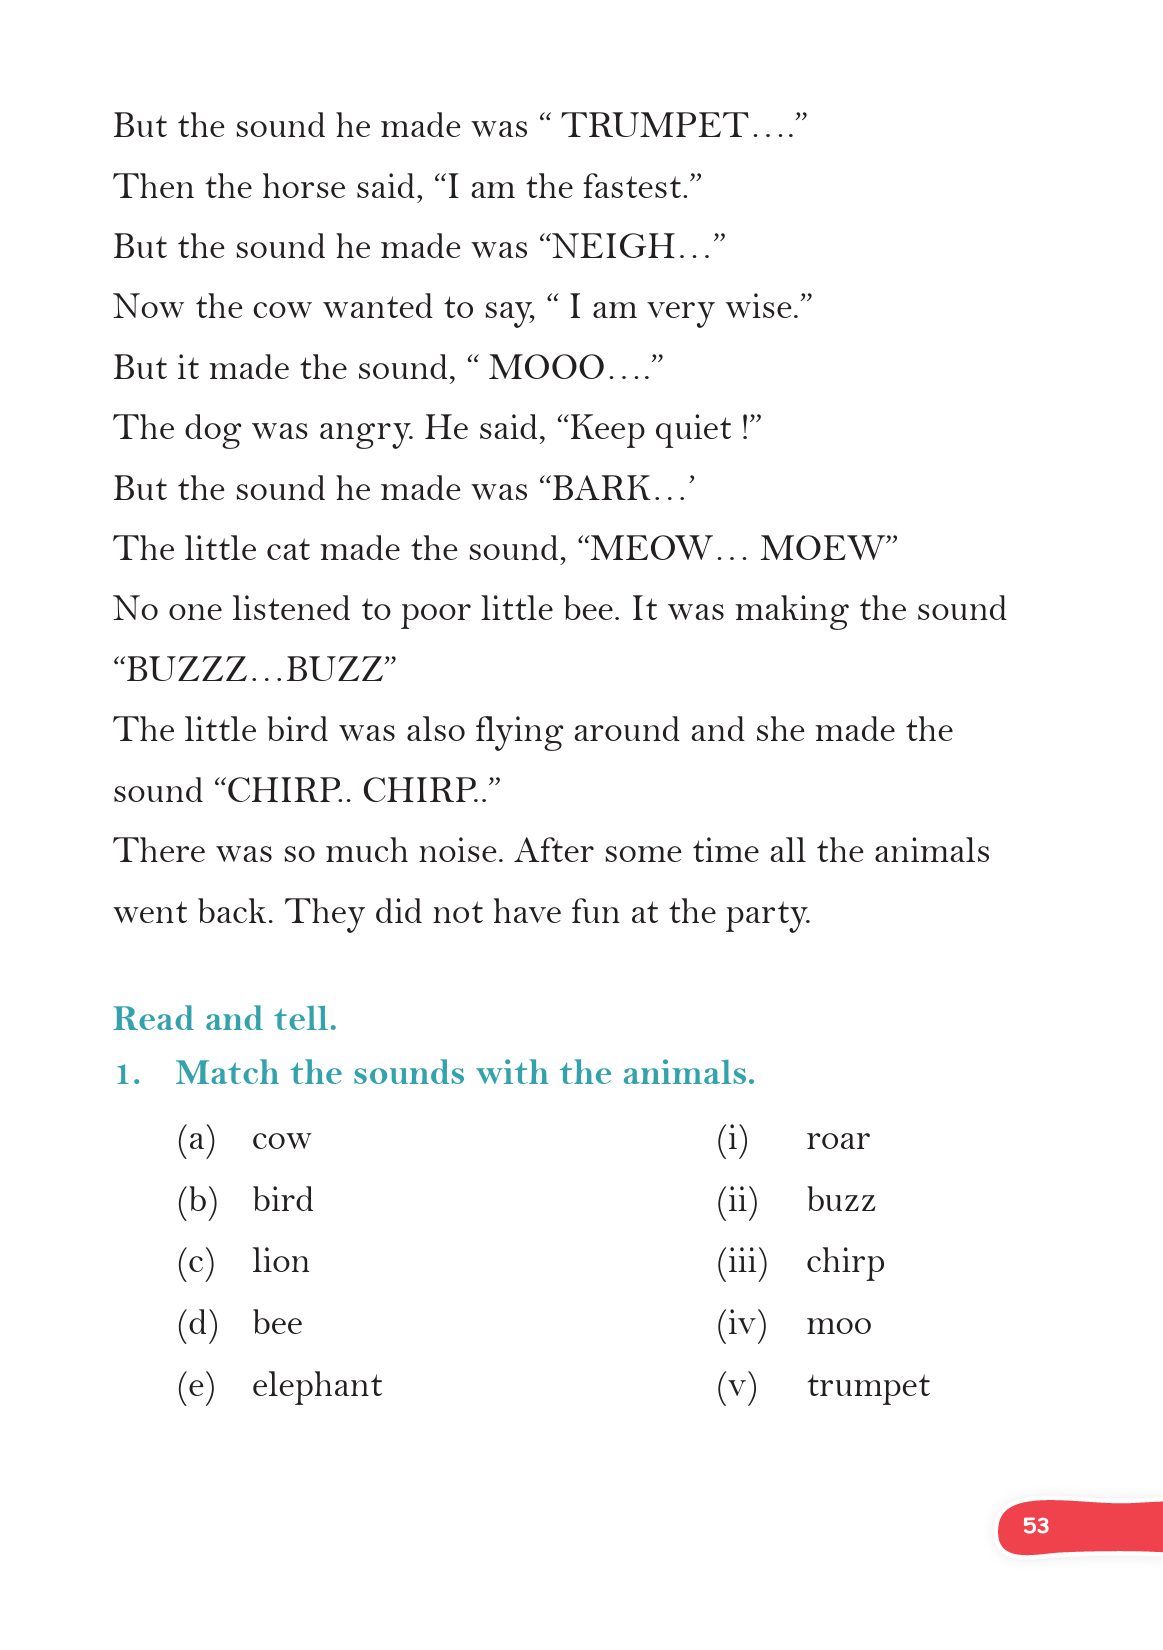 But the sound he made was “ TRUMPET….”
Then the horse said, “I am the fastest.”
But the sound he made was “NEIGH…”
Now the cow wanted to say, “ I am very wise.”
But it made the sound, “ MOOO….”
The dog was angry. He said, “Keep quiet !”
But the sound he made was “BARK…’
The little cat made the sound, “MEOW… MOEW”
No one listened to poor little bee. It was making the sound
“BUZZZ…BUZZ”
The little bird was also flying around and she made the
sound “CHIRP.. CHIRP..”
There was so much noise. After some time all the animals
went back. They did not have fun at the party.
Read and tell.
1. Match the sounds with the animals.
(a) cow (i) roar
(b) bird (ii) buzz
(c) lion (iii) chirp
(d) bee (iv) moo
(e) elephant (v) trumpet
53